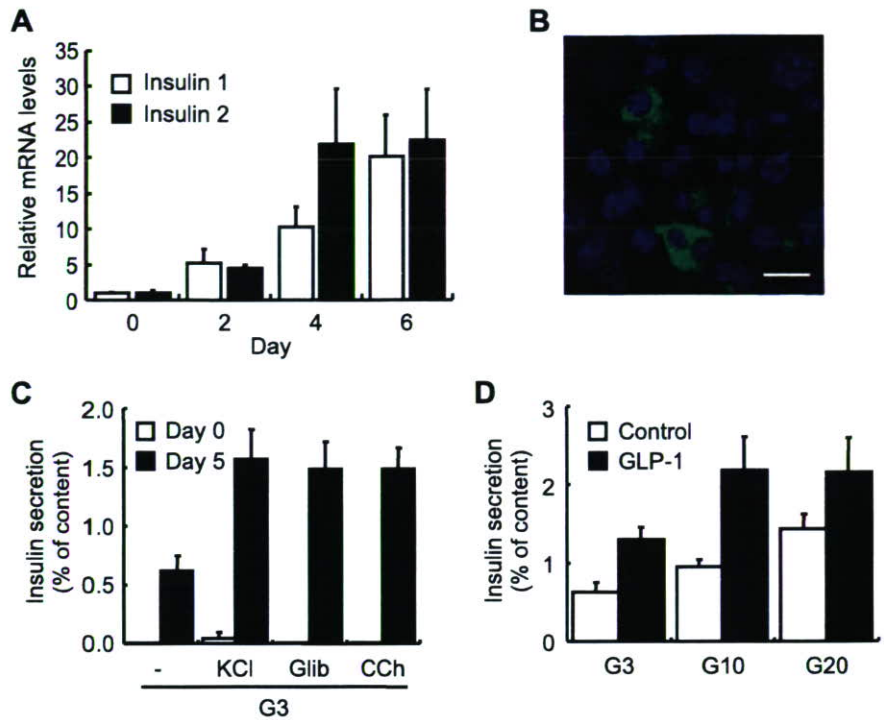 A
Relative mRNA levels
35
30
25
20
15
10
5
0
Insulin 1
Insulin 2
0 2 4 6
Day
B
C
Insulin secretion
(% of content)
2.0
1.5
1.0
0.5
0.0
Day 0
Day 5
- KCl Glib CCh
G3
D
Insulin secretion
(% of content)
3
2
1
0
Control
GLP-1
G3 G10 G20